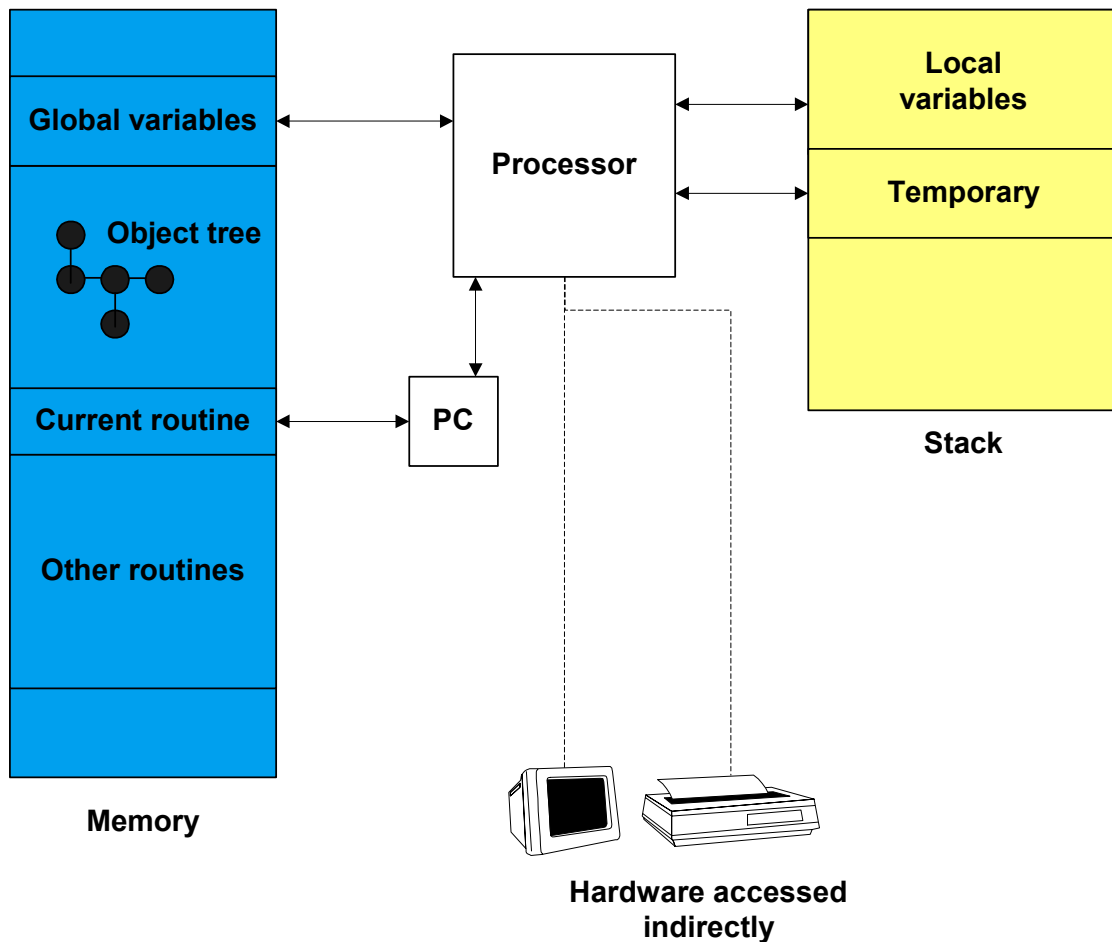 Global variables
Object tree
Current routine
Other routines
Memory
Processor
PC
Local
variables
Temporary
Stack
Hardware accessed
indirectly